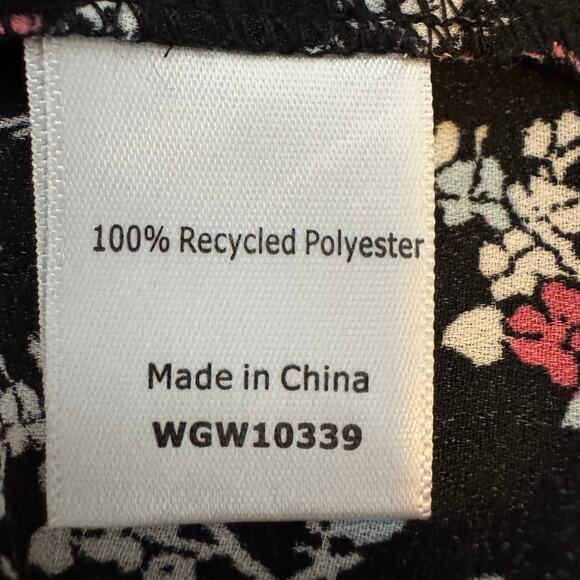 100% Recycled Polyester
Made in China
WGW10339